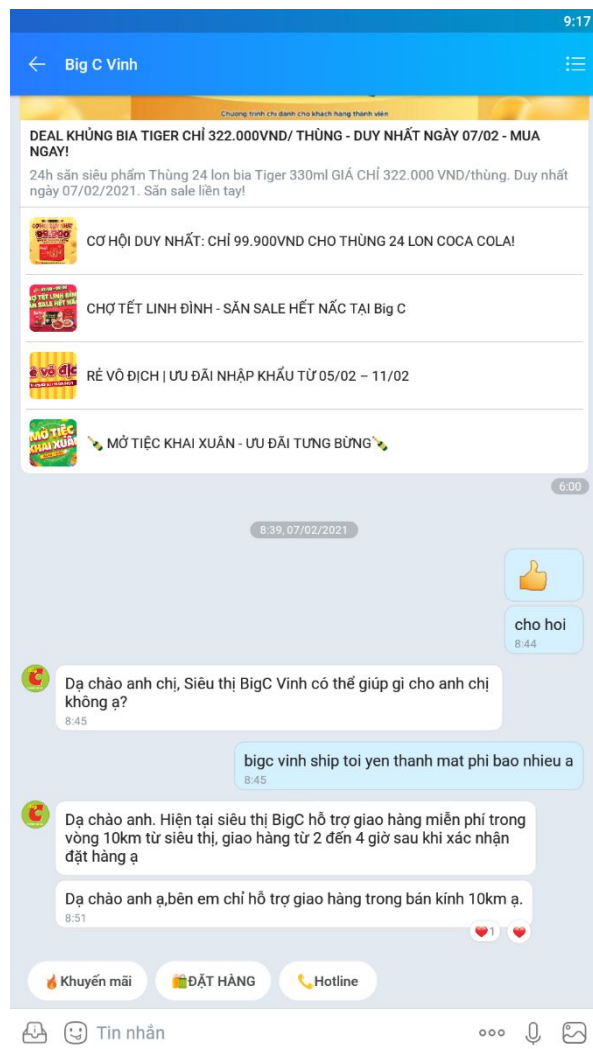 9:17
Big C Vinh
Chương trình chỉ danh cho khách hàng thành viên
DEAL KHỦNG BIA TIGER CHỈ 322.000VND/ THÙNG - DUY NHẤT NGÀY 07/02 - MUA
NGAY!
24h săn siêu phẩm Thùng 24 lon bia Tiger 330ml GIÁ CHỈ 322.000 VND/thùng. Duy nhất
ngày 07/02/2021. Săn sale liền tay!
99.900
CƠ HỘI DUY NHẤT: CHỈ 99.900VND CHO THÙNG 24 LON COCA COLA!
CHỢ TẾT LINH ĐÌNH - SĂN SALE HẾT NẤC TẠI Big C
RẺ VÔ ĐỊCH | ƯU ĐÃI NHẬP KHẨU TỪ 05/02 – 11/02
MỞ TIỆC
KHAI XUÂN
🍾 MỞ TIỆC KHAI XUÂN - ƯU ĐÃI TƯNG BỪNG🍾
6:00
8:39, 07/02/2021
👍
cho hoi
8:44
Dạ chào anh chị, Siêu thị BigC Vinh có thể giúp gì cho anh chị
không ạ?
8:45
bigc vinh ship toi yen thanh mat phi bao nhieu a
8:45
Dạ chào anh. Hiện tại siêu thị BigC hỗ trợ giao hàng miễn phí trong
vòng 10km từ siêu thị, giao hàng từ 2 đến 4 giờ sau khi xác nhận
đặt hàng ạ
Dạ chào anh ạ,bên em chỉ hỗ trợ giao hàng trong bán kính 10km ạ.
8:51
❤️1 ❤️
🔥Khuyến mãi 🛍️ĐẶT HÀNG 📞Hotline
Tin nhắn